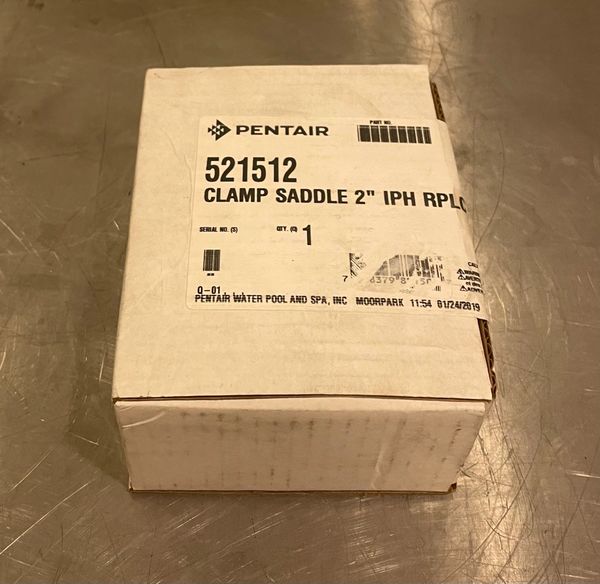 PENTAIR
PART NO.
521512
CLAMP SADDLE 2" IPH RPLC
SERIAL NO. (S)
QTY. (Q) 1
Q-01
PENTAIR WATER POOL AND SPA, INC MOORPARK 11:54 01/24/2019